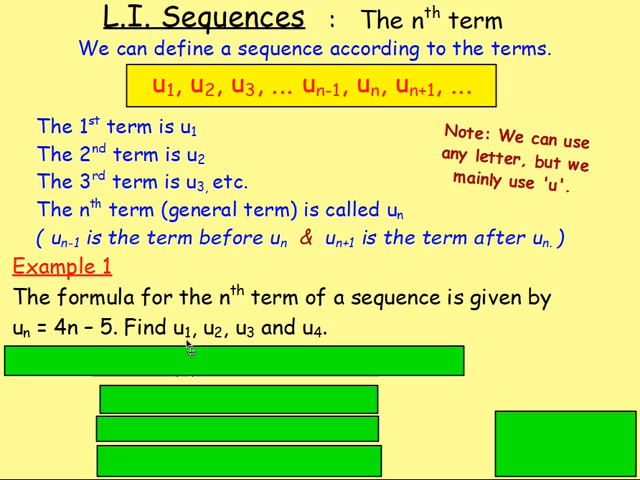 L.I. Sequences : The nth term
We can define a sequence according to the terms.
u1, u2, u3, ... un-1, un, un+1, ...
The 1st term is u1
The 2nd term is u2
The 3rd term is u3, etc.
The nth term (general term) is called un
( un-1 is the term before un & un+1 is the term after un. )
Note: We can use
any letter, but we
mainly use 'u'.
Example 1
The formula for the nth term of a sequence is given by
un = 4n – 5. Find u1, u2, u3 and u4.